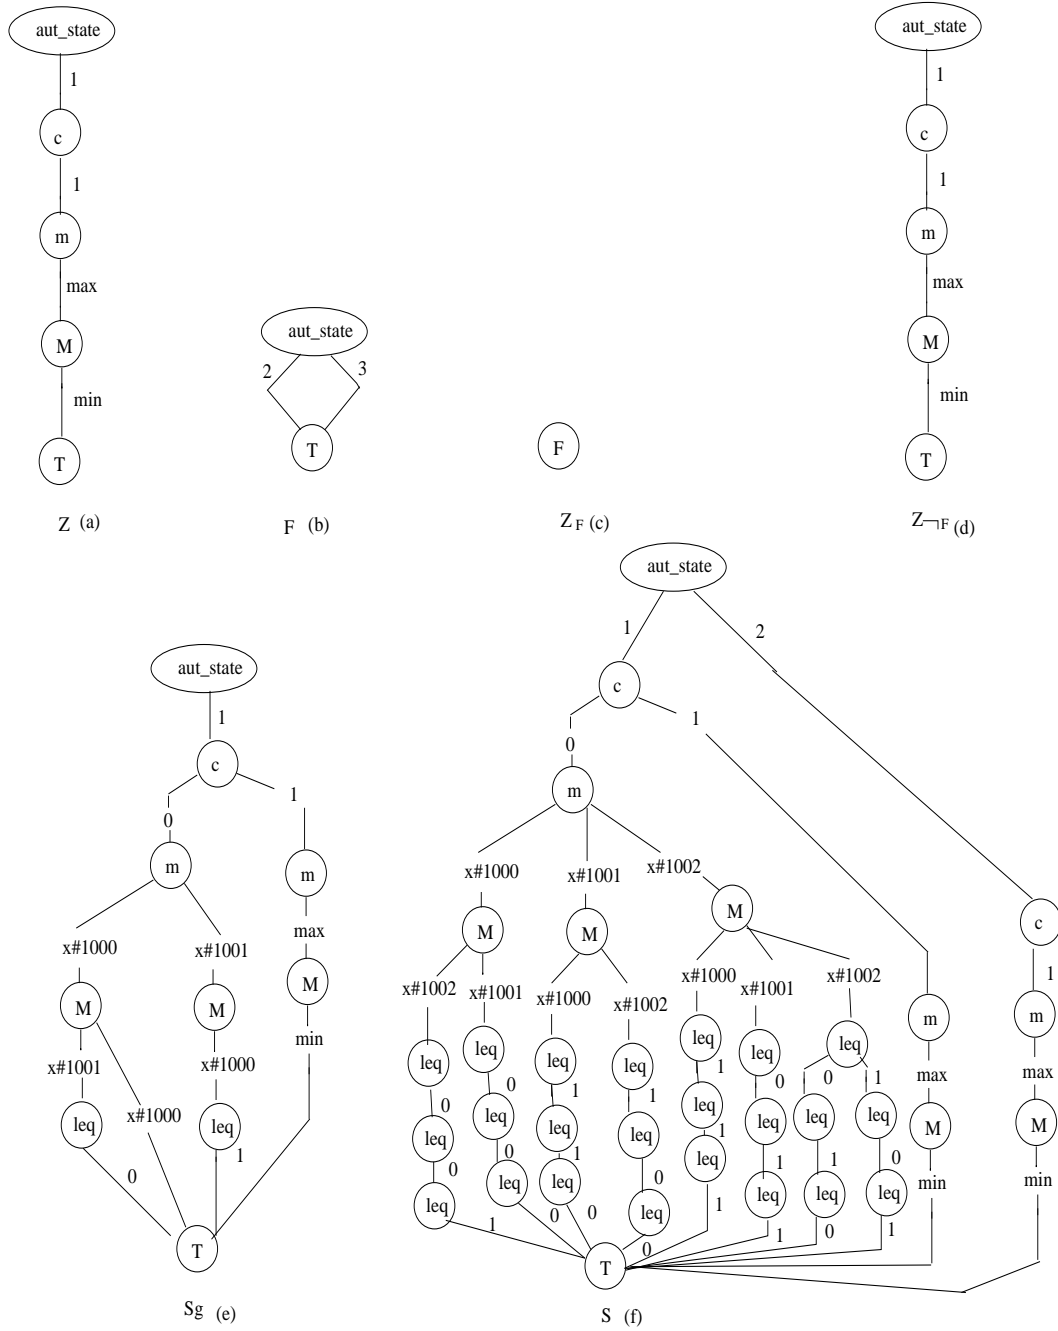 aut_state
1
c
1
m
max
M
min
T
Z (a)
aut_state
2 3
T
F (b)
F
Z F (c)
aut_state
1
c
1
m
max
M
min
T
Z¬F (d)
aut_state
1
c
0 1
m m
max
x#1000 x#1001
M M M
x#1001 x#1000 min
x#1000
leq leq
0 1
T
Sg (e)
aut_state
1 2
c
1
0
m
x#1000 x#1001 x#1002
M M M c
x#1002 x#1001 x#1000 x#1002 x#1000 x#1001 x#1002 1
m m
leq leq leq leq leq leq leq
0 0 1 1 1 0 0 1 max max
leq leq leq leq leq leq leq leq M M
0 0 1 0 1 1 1 0 min min
leq leq leq leq leq leq leq leq
1 0 0 0 1 1 0 1
T
S (f)